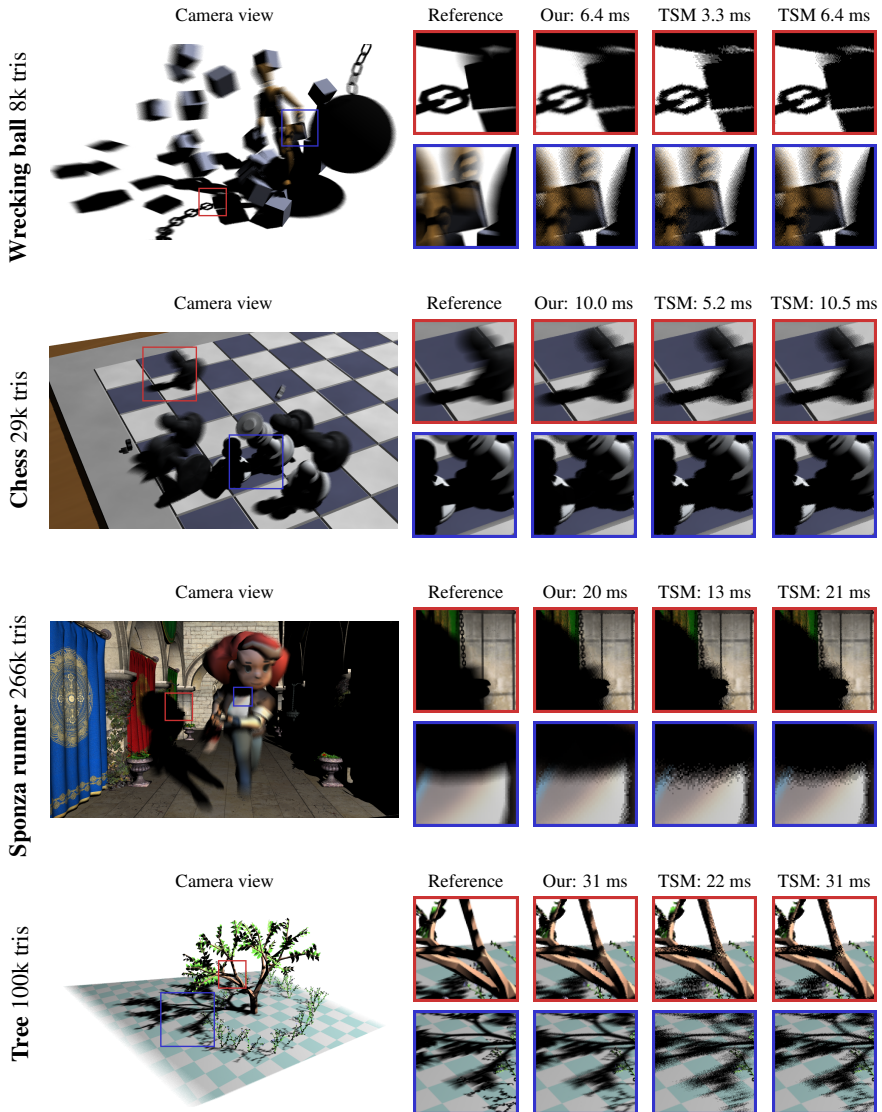 Camera view Reference Our: 6.4 ms TSM 3.3 ms TSM 6.4 ms
Wrecking ball 8k tris
Camera view Reference Our: 10.0 ms TSM: 5.2 ms TSM: 10.5 ms
Chess 29k tris
Camera view Reference Our: 20 ms TSM: 13 ms TSM: 21 ms
Sponza runner 266k tris
Camera view Reference Our: 31 ms TSM: 22 ms TSM: 31 ms
Tree 100k tris